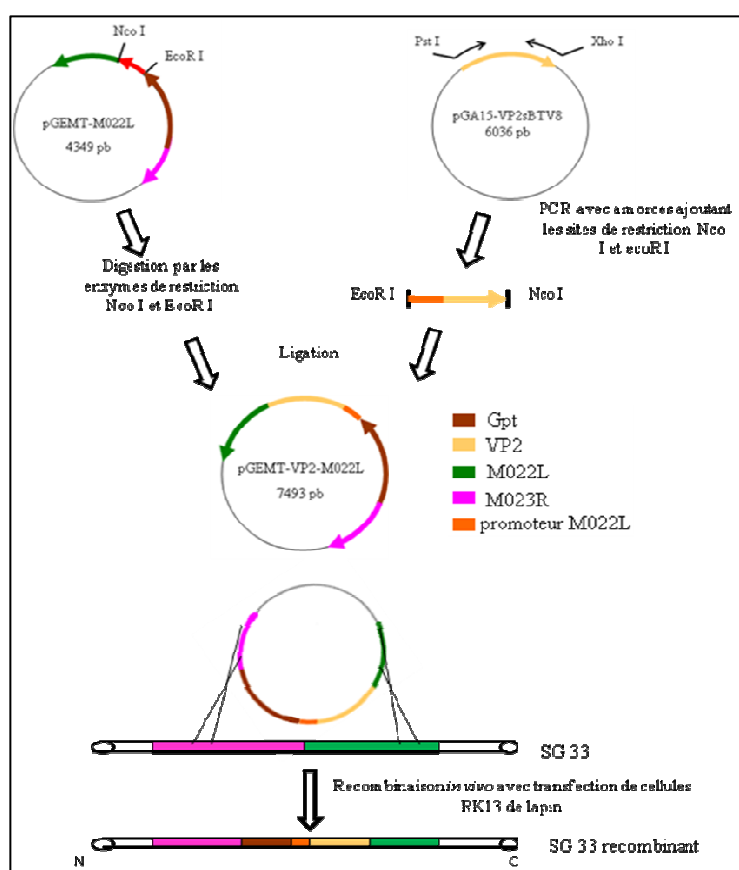 Nco I
EcoR I
pGEMT-M022L
4349 pb
Pst I
Xho I
pGA15-VP2sBTV8
6036 pb
Digestion par les
enzymes de restriction
Nco I et EcoR I
PCR avec amorces ajoutant
les sites de restriction Nco
I et ecoR I
EcoR I
Nco I
Ligation
pGEMT-VP2-M022L
7493 pb
Gpt
VP2
M022L
M023R
promoteur M022L
SG 33
Recombinaison in vivo avec transfection de cellules
RK13 de lapin
SG 33 recombinant
N
C